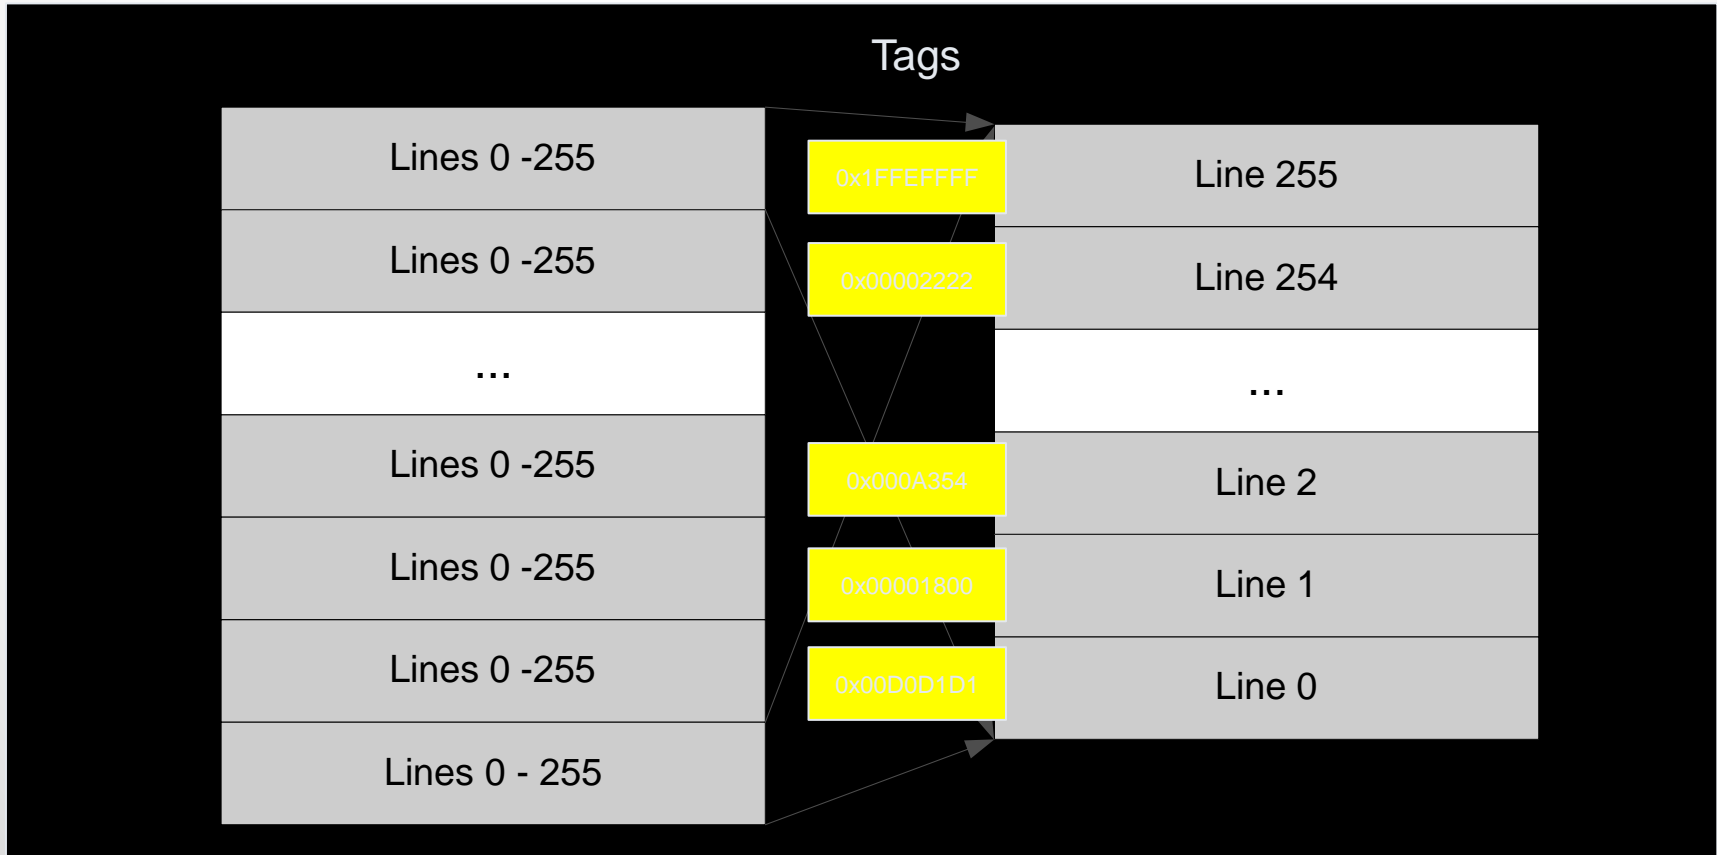 Tags
Lines 0 -255
Lines 0 -255
...
Lines 0 -255
Lines 0 -255
Lines 0 -255
Lines 0 - 255
0x1FFEFFFF
0x00002222
0x000A354
0x00001800
0x00D0D1D1
Line 255
Line 254
...
Line 2
Line 1
Line 0